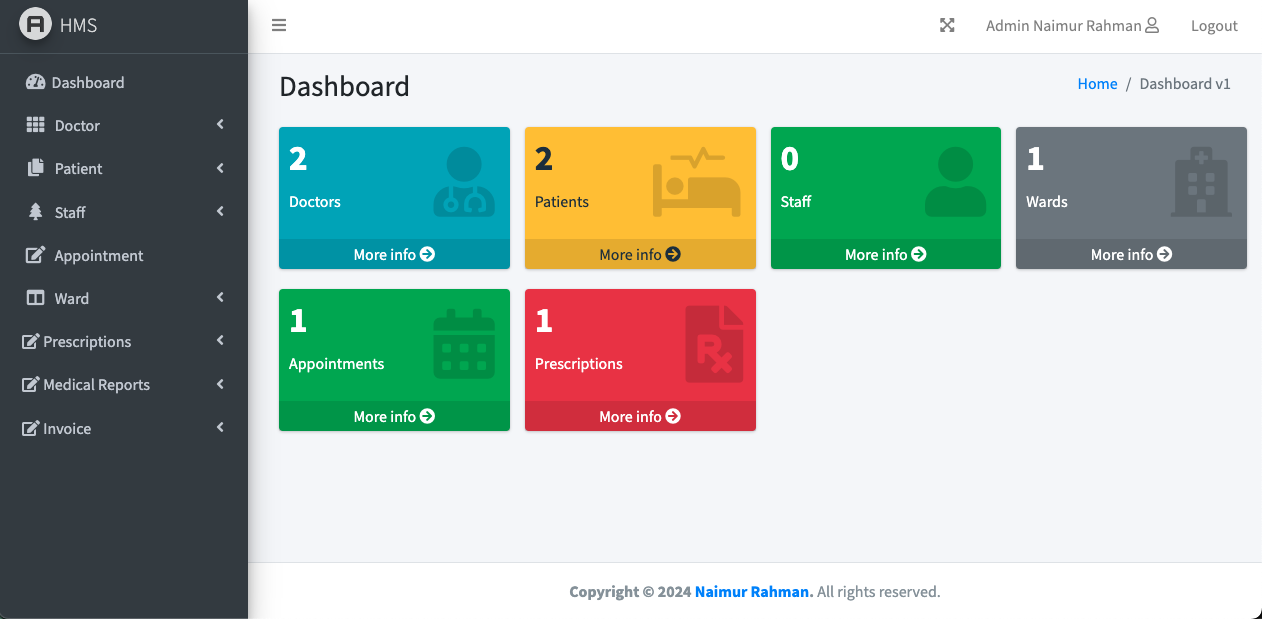 HMS
Admin Naimur Rahman
Logout
Dashboard
Doctor
Patient
Staff
Appointment
Ward
Prescriptions
Medical Reports
Invoice
Dashboard
Home / Dashboard v1
2
Doctors
More info
2
Patients
More info
0
Staff
More info
1
Wards
More info
1
Appointments
More info
1
Prescriptions
More info
Copyright © 2024 Naimur Rahman. All rights reserved.